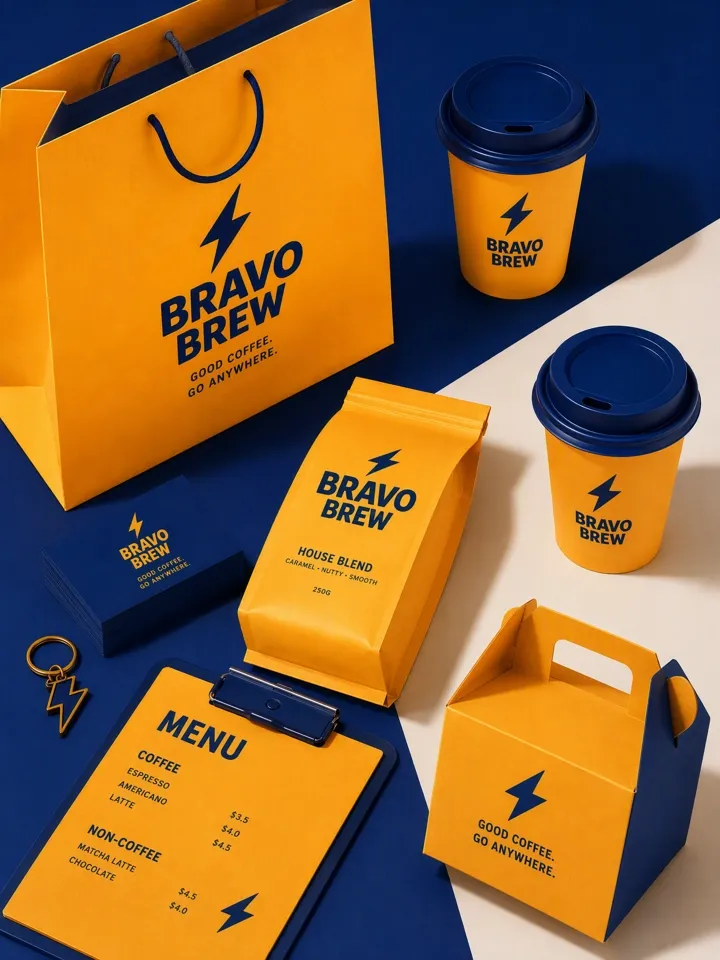 BRAVO
BREW
GOOD COFFEE.
GO ANYWHERE.
BRAVO
BREW
BRAVO
BREW
BRAVO
BREW
HOUSE BLEND
CARAMEL • NUTTY • SMOOTH
250G
BRAVO
BREW
GOOD COFFEE.
GO ANYWHERE.
MENU
COFFEE
ESPRESSO
AMERICANO
LATTE
$3.5
$4.0
$4.5
NON-COFFEE
MATCHA LATTE
CHOCOLATE
$4.5
$4.0
GOOD COFFEE.
GO ANYWHERE.